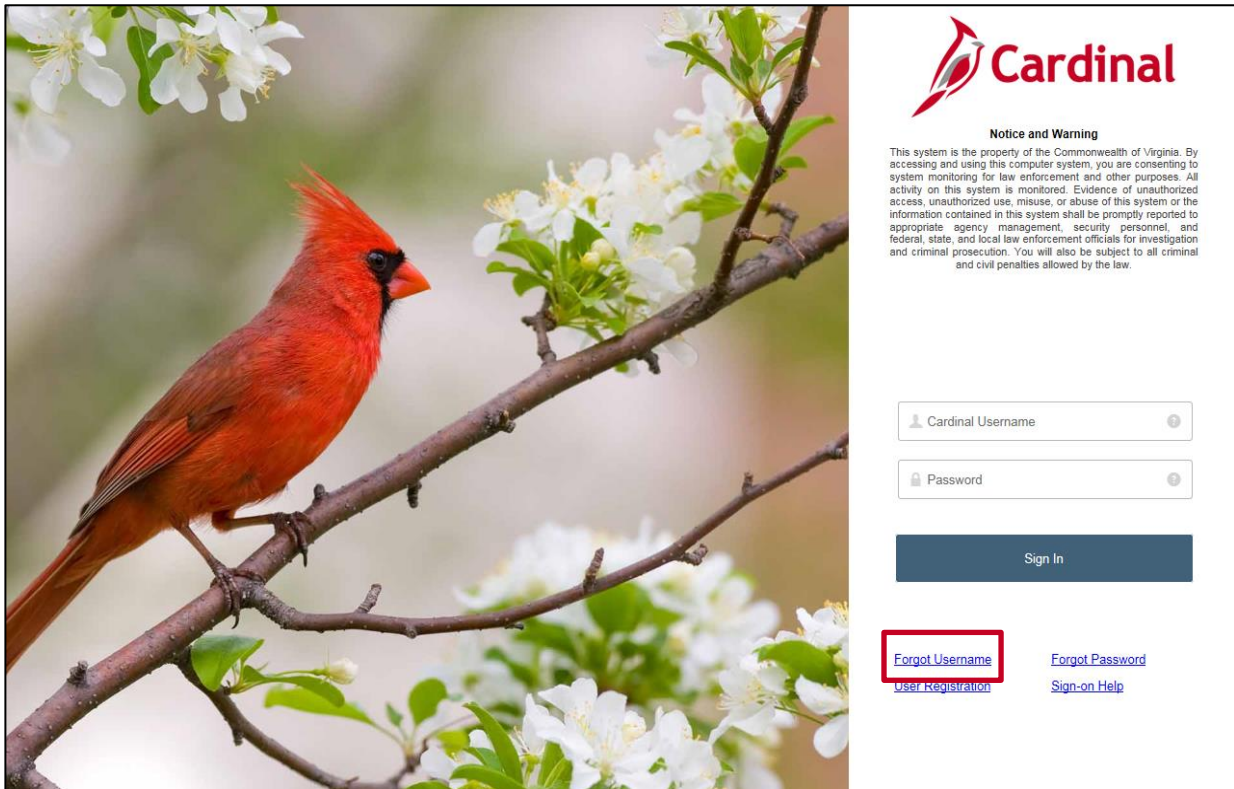 Cardinal
Notice and Warning
This system is the property of the Commonwealth of Virginia. By
accessing and using this computer system, you are consenting to
system monitoring for law enforcement and other purposes. All
activity on this system is monitored. Evidence of unauthorized
access, unauthorized use, misuse, or abuse of this system or the
information contained in this system shall be promptly reported to
appropriate agency management, security personnel, and
federal, state, and local law enforcement officials for investigation
and criminal prosecution. You will also be subject to all criminal
and civil penalties allowed by the law.
Cardinal Username ?
Password ?
Sign In
Forgot Username Forgot Password
User Registration Sign-on Help